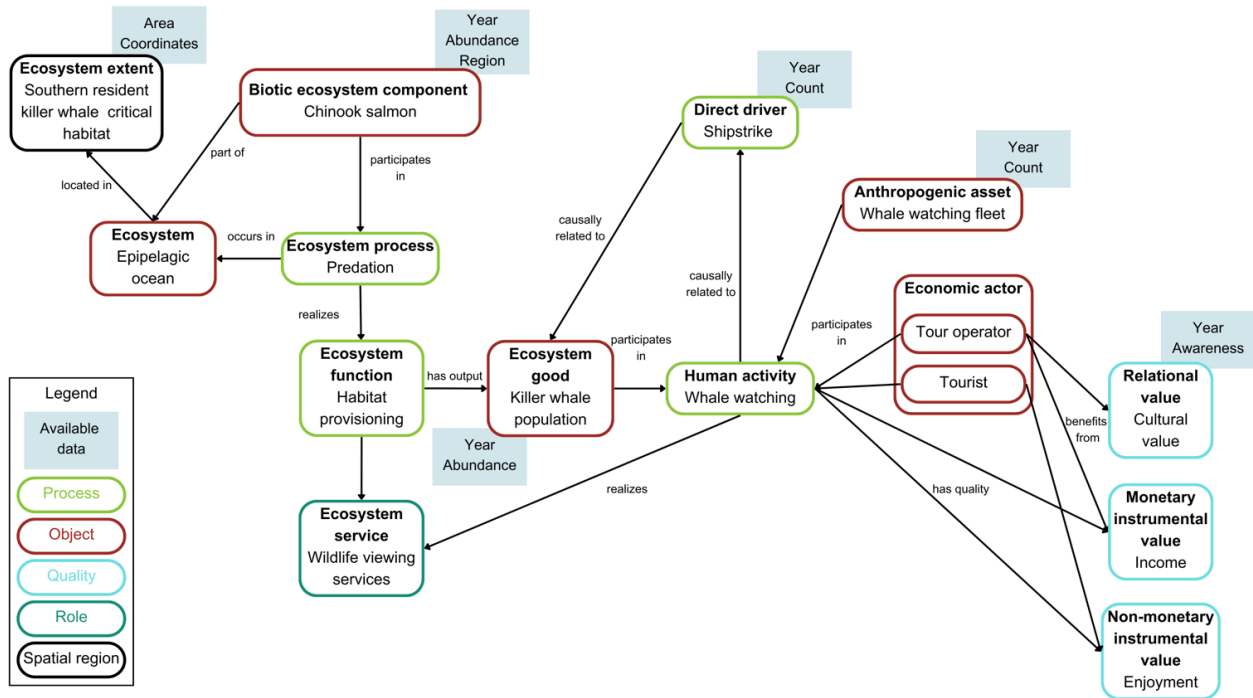 Area
Coordinates
Ecosystem extent
Southern resident
killer whale critical
habitat
Year
Abundance
Region
Biotic ecosystem component
Chinook salmon
part of
participates
in
located in
Ecosystem
Epipelagic
ocean
occurs in
Ecosystem process
Predation
realizes
Year
Count
Direct driver
Shipstrike
causally
related to
causally
related to
Year
Count
Anthropogenic asset
Whale watching fleet
Economic actor
Tour operator
Tourist
participates
in
Ecosystem
function
Habitat
provisioning
has output
Ecosystem
good
Killer whale
population
Year
Abundance
participates
in
Human activity
Whale watching
realizes
Ecosystem
service
Wildlife viewing
services
has quality
benefits
from
Year
Awareness
Relational
value
Cultural
value
Monetary
instrumental
value
Income
Non-monetary
instrumental
value
Enjoyment
Legend
Available
data
Process
Object
Quality
Role
Spatial region